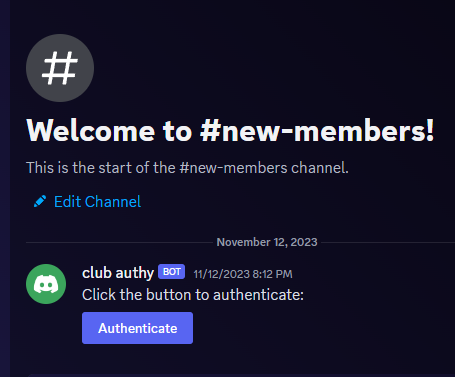 Welcome to #new-members!
This is the start of the #new-members channel.
Edit Channel
November 12, 2023
club authy BOT 11/12/2023 8:12 PM
Click the button to authenticate:
Authenticate